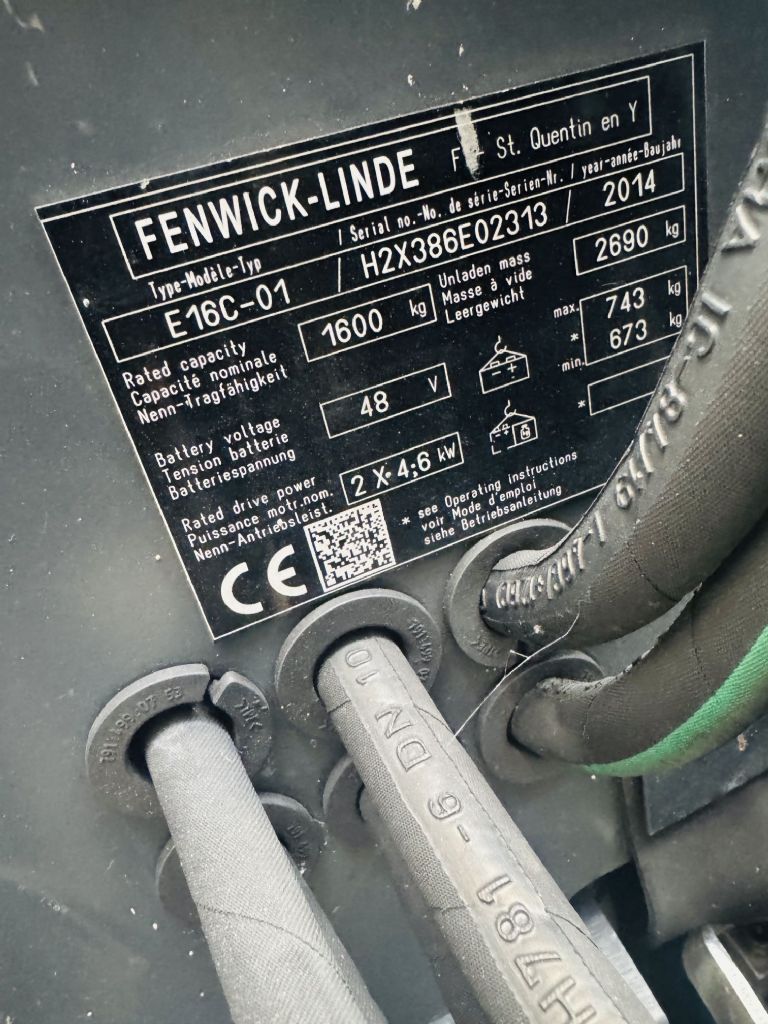 FENWICK-LINDE F St. Quentin en Y
Type-Modèle-Typ / Serial no.-No. de série-Serien-Nr. / year-année-Baujahr
E16C-01 / H2X386E02313 / 2014
Rated capacity
Capacité nominale
Nenn-Tragfähigkeit
1600 kg
Unladen mass
Masse à vide
Leergewicht
2690 kg
Battery voltage
Tension batterie
Batteriespannung
48 V
- +
max. 743 kg
*
min. 673 kg
Rated drive power
Puissance motr.nom.
Nenn-Antriebsleist.
2 X 4;6 kW
*
* see Operating Instructions
voir Mode d'emploi
siehe Betriebsanleitung
CE
DN 10
H781 -6